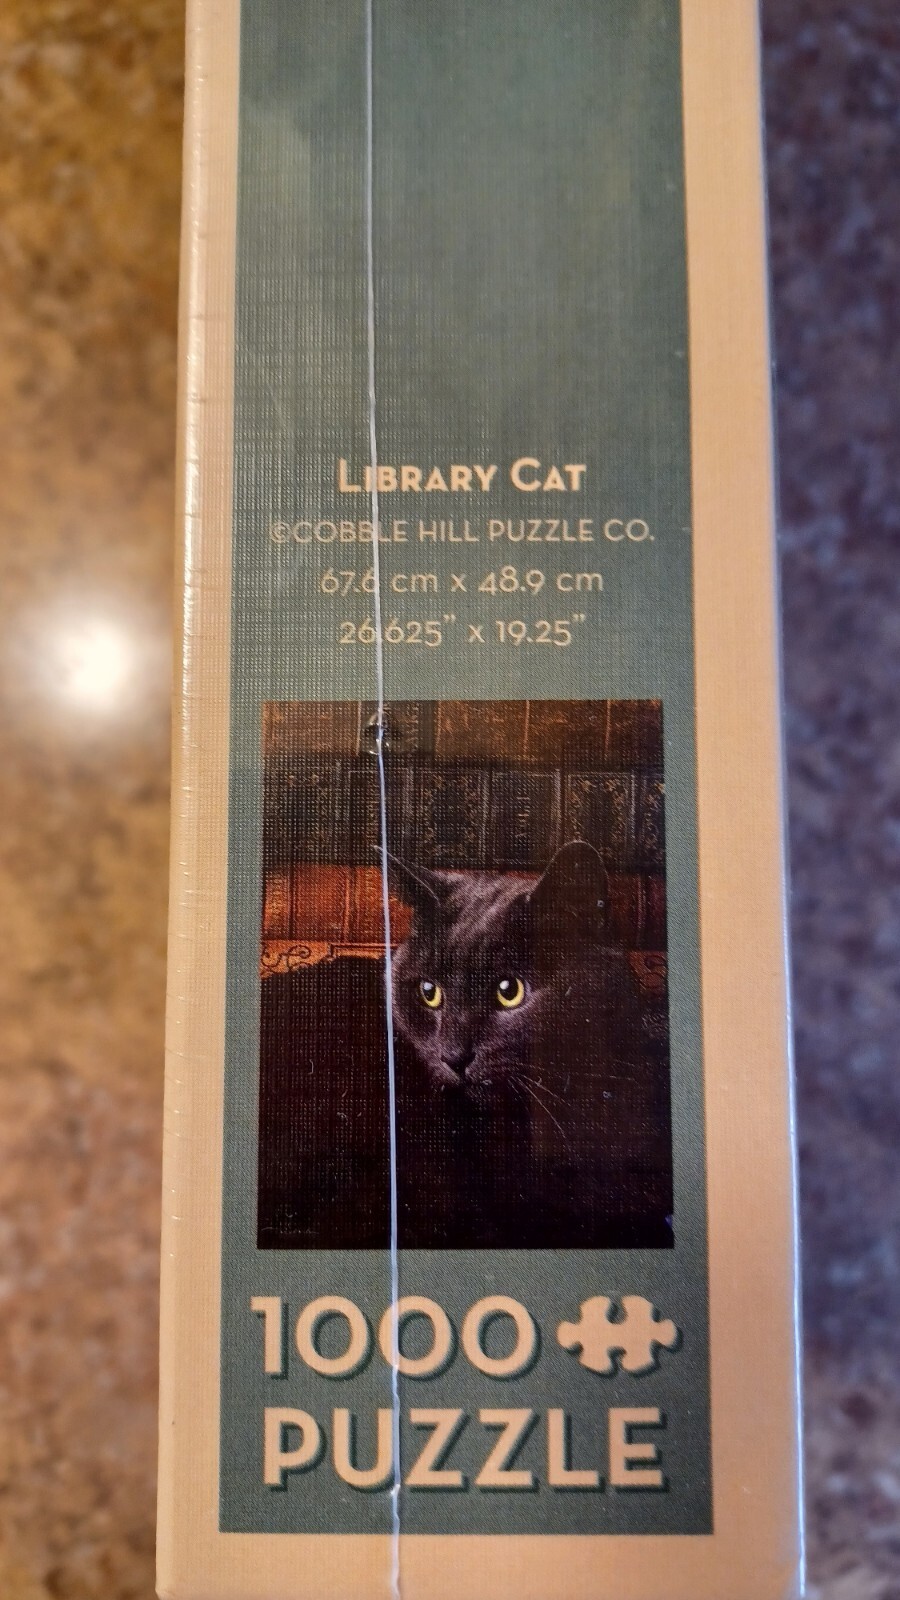 Library Cat
©COBBLE HILL PUZZLE CO.
67.6 cm x 48.9 cm
26.625” x 19.25”
1000
PUZZLE